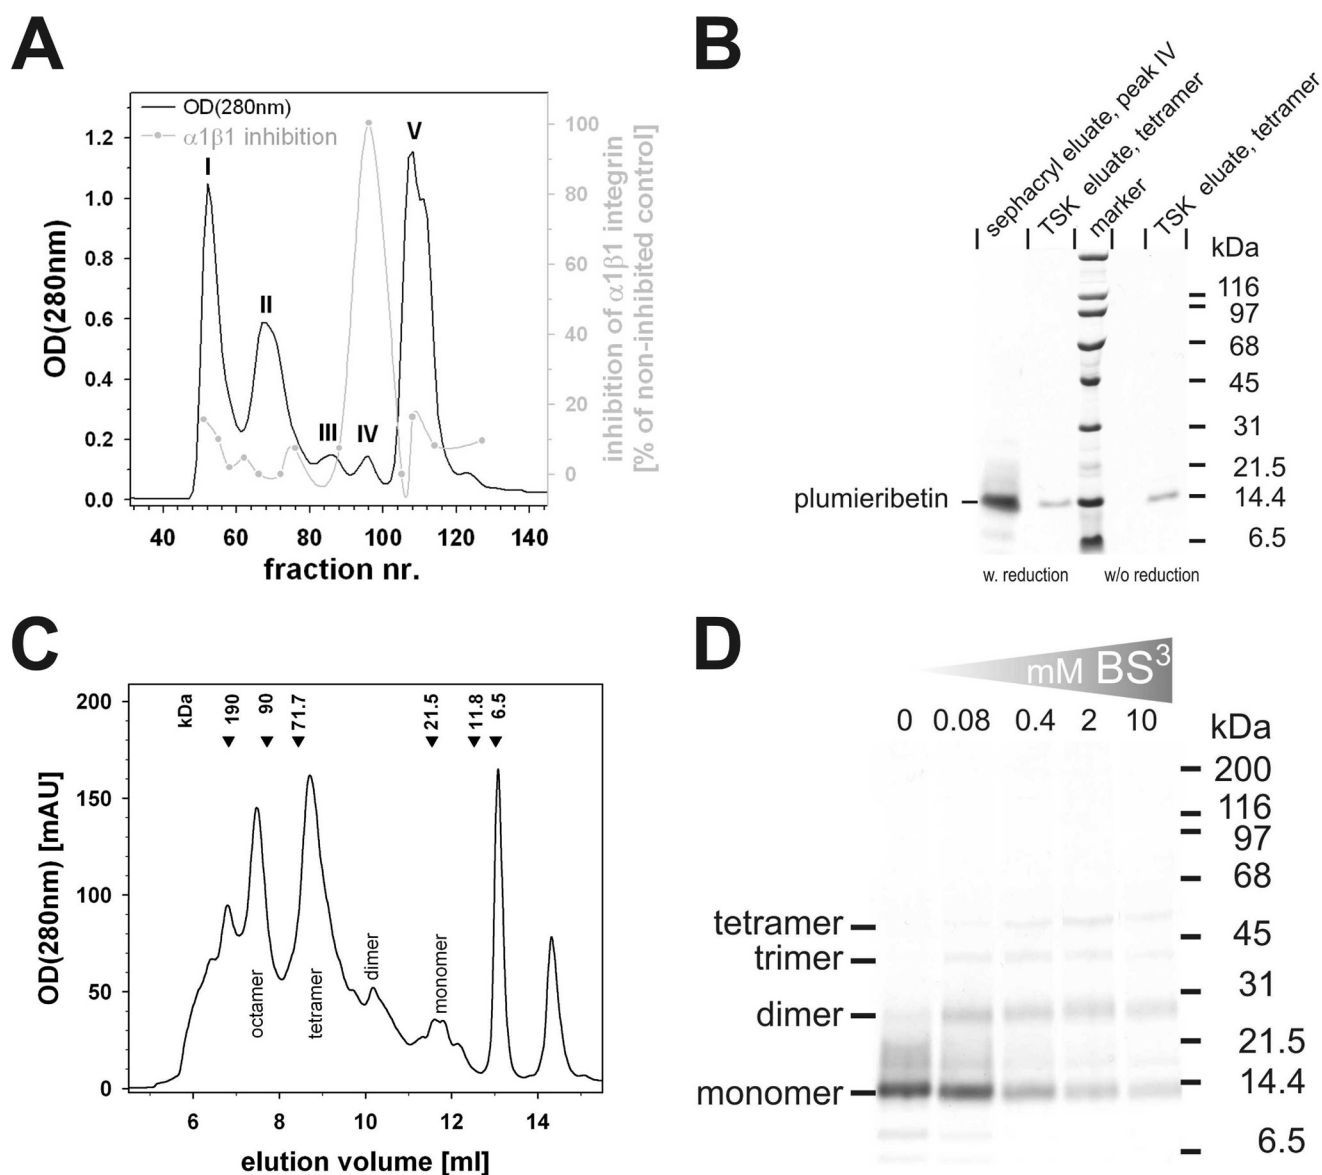 A
OD(280nm)
α1β1 inhibition
I
II
III
IV
V
1.2
1.0
0.8
0.6
0.4
0.2
0.0
OD(280nm)
100
80
60
40
20
0
inhibition of α1β1 integrin
[% of non-inhibited control]
40 60 80 100 120 140
fraction nr.
B
sephacryl eluate, peak IV
TSK eluate, tetramer
marker
TSK eluate, tetramer
kDa
116
97
68
45
31
21.5
14.4
6.5
plumieribetin
w. reduction
w/o reduction
C
200
150
100
50
0
OD(280nm) [mAU]
kDa
190
90
71.7
21.5
11.8
6.5
octamer
tetramer
dimer
monomer
6 8 10 12 14
elution volume [ml]
D
mM BS³
0 0.08 0.4 2 10
kDa
200
116
97
68
45
31
21.5
14.4
6.5
tetramer
trimer
dimer
monomer